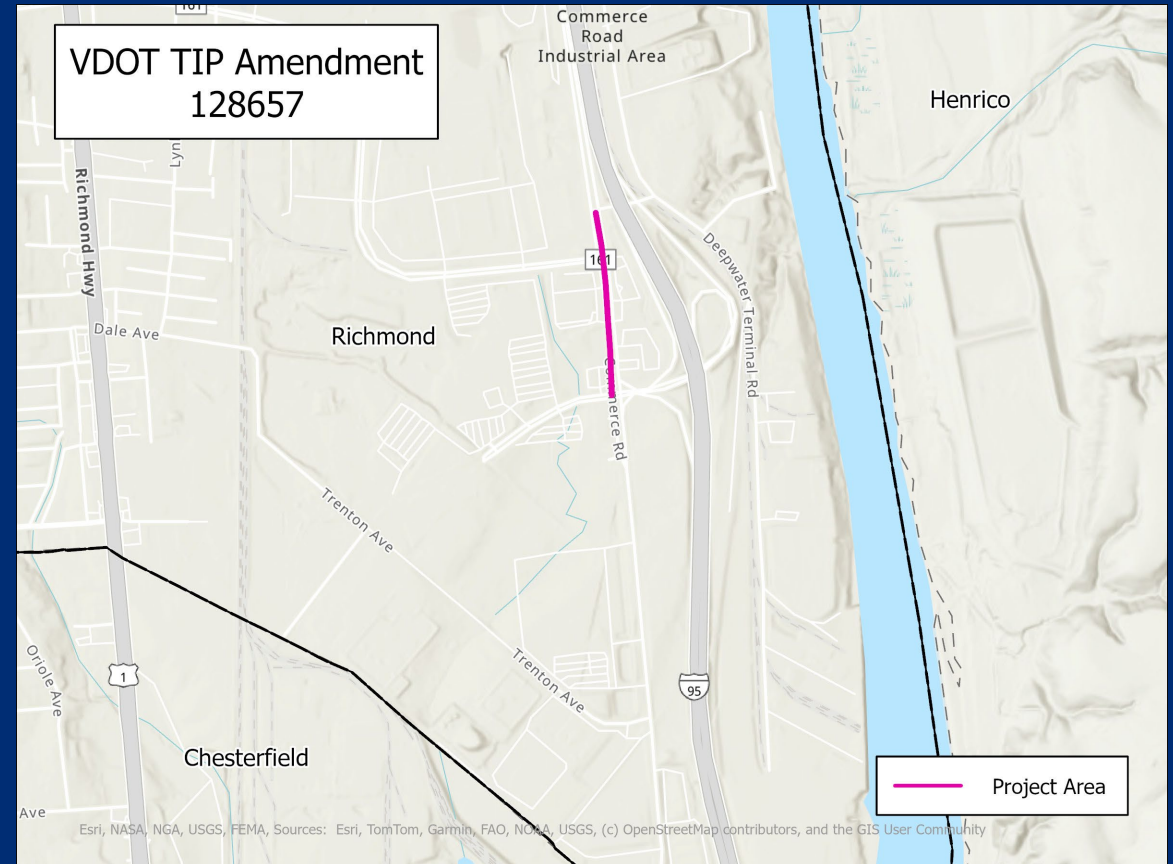 161
Commerce
Road
Industrial Area
VDOT TIP Amendment
128657
Henrico
Lyn
Richmond Hwy
Deepwater Terminal Rd
161
Dale Ave
Richmond
Commerce Rd
Trenton Ave
Trenton Ave
Oriole Ave
1
95
Chesterfield
Project Area
Ave
Esri, NASA, NGA, USGS, FEMA, Sources: Esri, TomTom, Garmin, FAO, NOAA, USGS, (c) OpenStreetMap contributors, and the GIS User Community